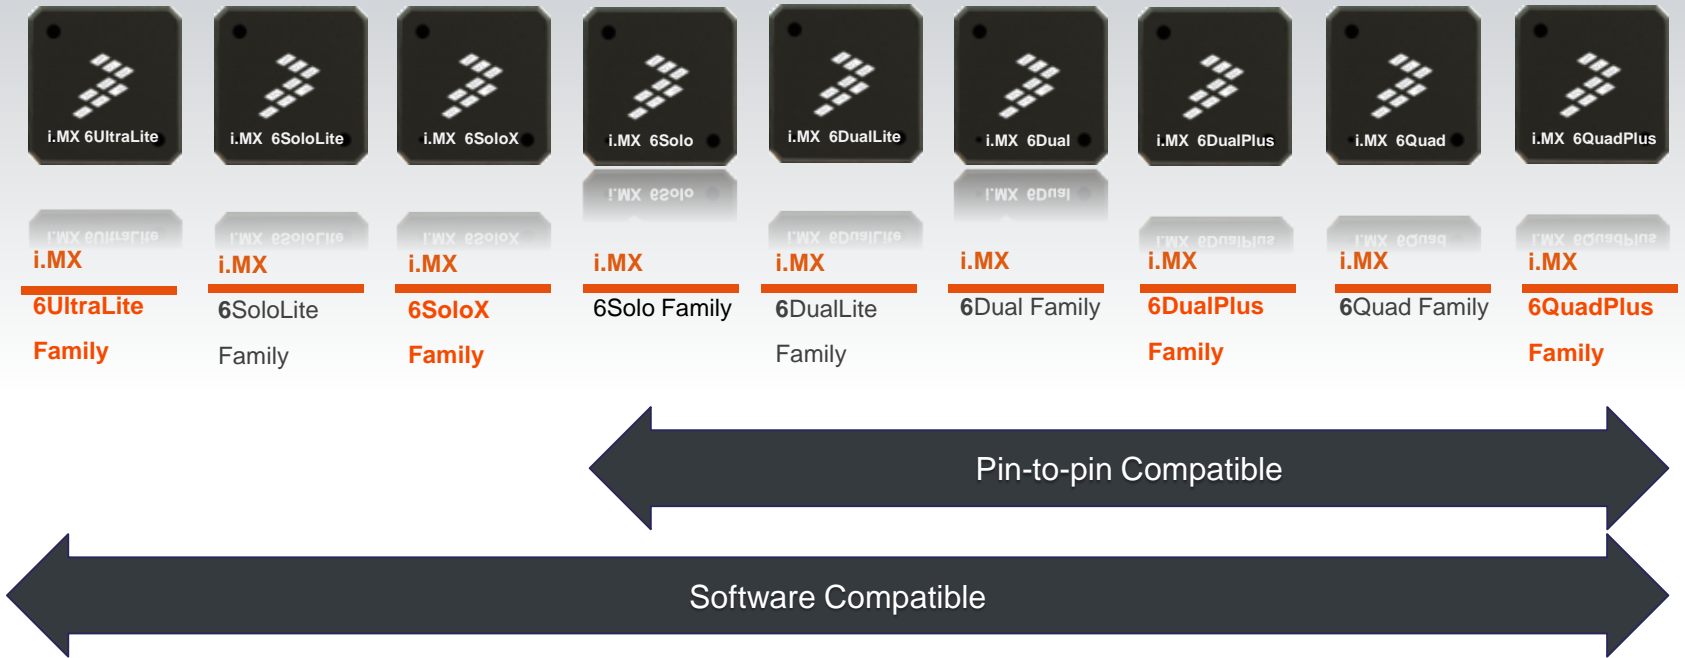 i.MX 6UltraLite
i.MX 6SoloLite
i.MX 6SoloX
i.MX 6Solo
i.MX 6DualLite
i.MX 6Dual
i.MX 6DualPlus
i.MX 6Quad
i.MX 6QuadPlus
i.MX
6UltraLite
Family
i.MX
6SoloLite
Family
i.MX
6SoloX
Family
i.MX
6Solo Family
i.MX
6DualLite
Family
i.MX
6Dual Family
i.MX
6DualPlus
Family
i.MX
6Quad Family
i.MX
6QuadPlus
Family
Pin-to-pin Compatible
Software Compatible